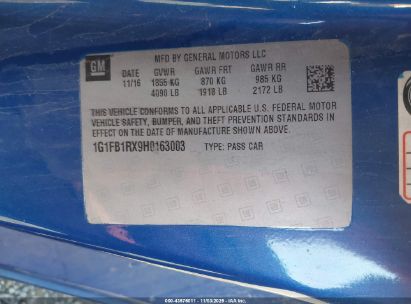 GM
MFD BY GENERAL MOTORS LLC
DATE GVWR GAWR FRT GAWR RR
11/16 1855 KG 870 KG 985 KG
4090 LB 1918 LB 2172 LB
THIS VEHICLE CONFORMS TO ALL APPLICABLE U.S. FEDERAL MOTOR
VEHICLE SAFETY, BUMPER, AND THEFT PREVENTION STANDARDS IN
EFFECT ON THE DATE OF MANUFACTURE SHOWN ABOVE.
1G1FB1RX9H0163003 TYPE: PASS CAR